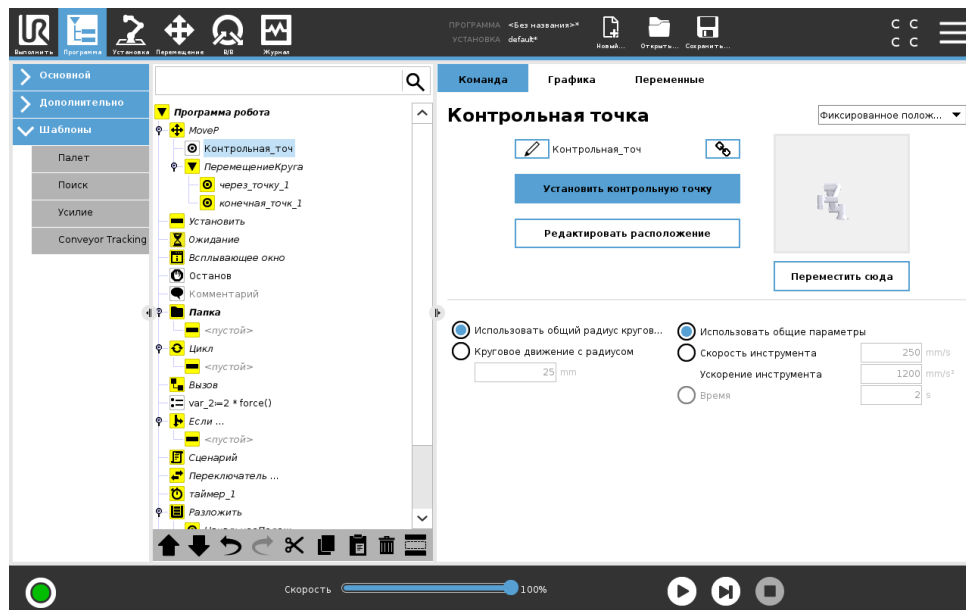 ПРОГРАММА <Без названия>*
УСТАНОВКА default*
Выполнить Программа Установка Перемещение В/В Журнал
Новый... Открыть... Сохранить...
C C
C C
Основной
Дополнительно
Шаблоны
Палет
Поиск
Усилие
Conveyor Tracking
Программа робота
MoveP
Контрольная_точ
ПеремещениеКруга
через_точку_1
конечная_точк_1
Установить
Ожидание
Всплывающее окно
Останов
Комментарий
Папка
<пустой>
Цикл
<пустой>
Вызов
var_2:=2 * force()
Если ...
<пустой>
Сценарий
Переключатель ...
таймер_1
Разложить
Команда Графика Переменные
Контрольная точка
Фиксированное полож...
Контрольная_точ
Установить контрольную точку
Редактировать расположение
Переместить сюда
Использовать общий радиус кругов...
Круговое движение с радиусом
25 mm
Использовать общие параметры
Скорость инструмента 250 mm/s
Ускорение инструмента 1200 mm/s²
Время 2 s
Скорость 100%